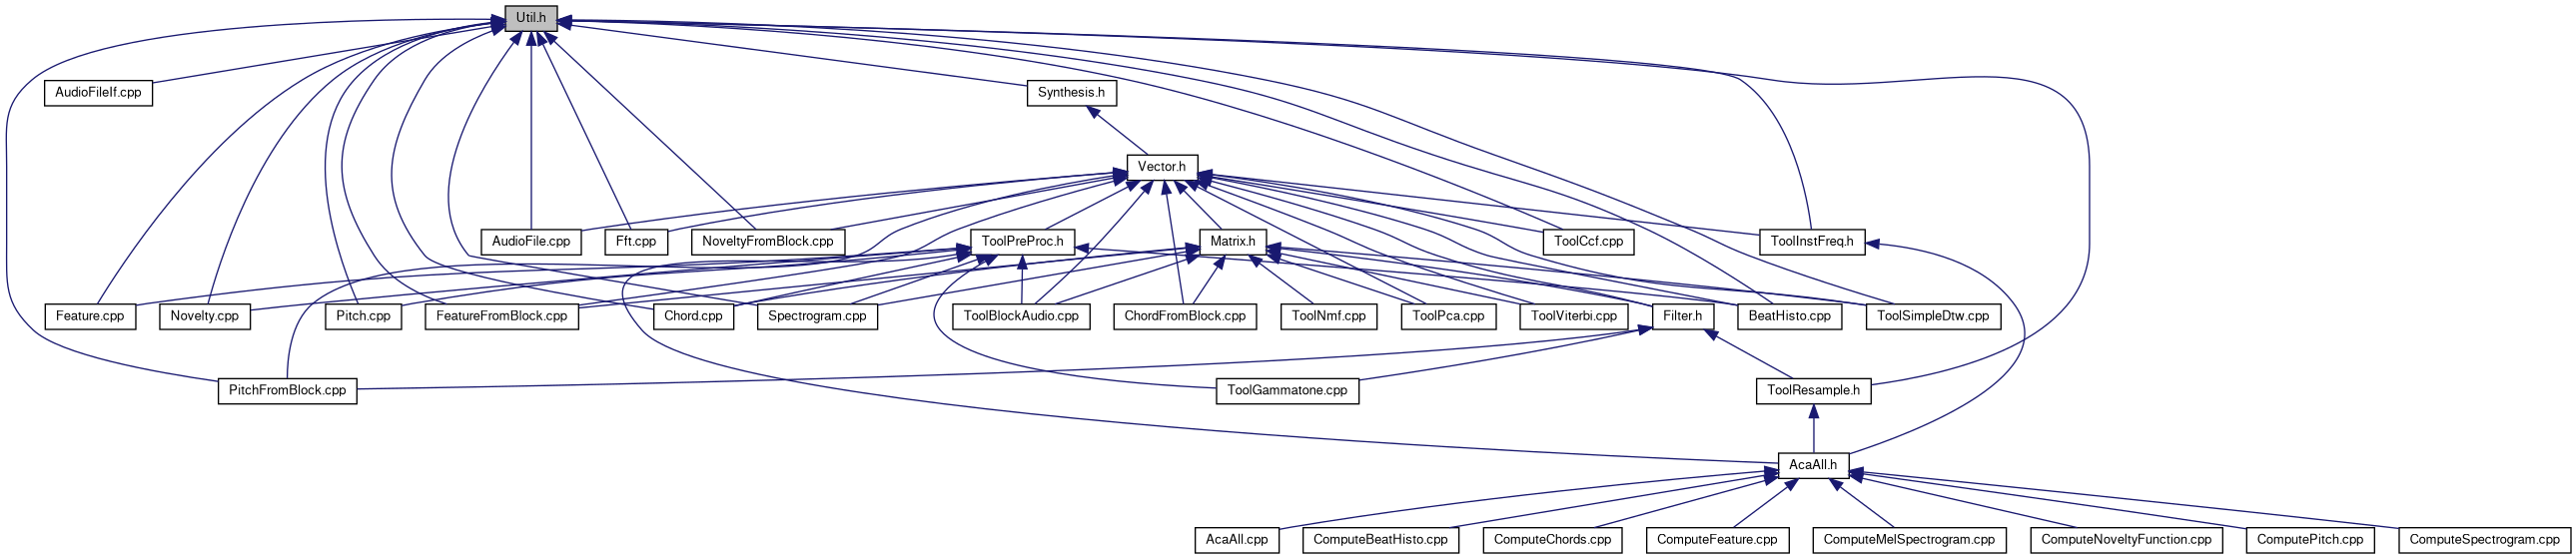 Util.h
AudioFileIf.cpp
Synthesis.h
Vector.h
AudioFile.cpp
Fft.cpp
NoveltyFromBlock.cpp
ToolPreProc.h
Matrix.h
ToolCcf.cpp
ToolInstFreq.h
Feature.cpp
Novelty.cpp
Pitch.cpp
FeatureFromBlock.cpp
Chord.cpp
Spectrogram.cpp
ToolBlockAudio.cpp
ChordFromBlock.cpp
ToolNmf.cpp
ToolPca.cpp
ToolViterbi.cpp
Filter.h
BeatHisto.cpp
ToolSimpleDtw.cpp
PitchFromBlock.cpp
ToolGammatone.cpp
ToolResample.h
AcaAll.h
AcaAll.cpp
ComputeBeatHisto.cpp
ComputeChords.cpp
ComputeFeature.cpp
ComputeMelSpectrogram.cpp
ComputeNoveltyFunction.cpp
ComputePitch.cpp
ComputeSpectrogram.cpp